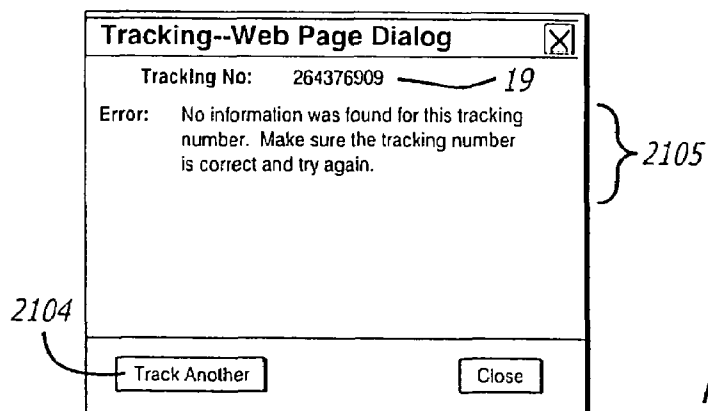 Tracking--Web Page Dialog
Tracking No: 264376909 19
Error: No information was found for this tracking
number. Make sure the tracking number
is correct and try again.
2105
2104
Track Another Close